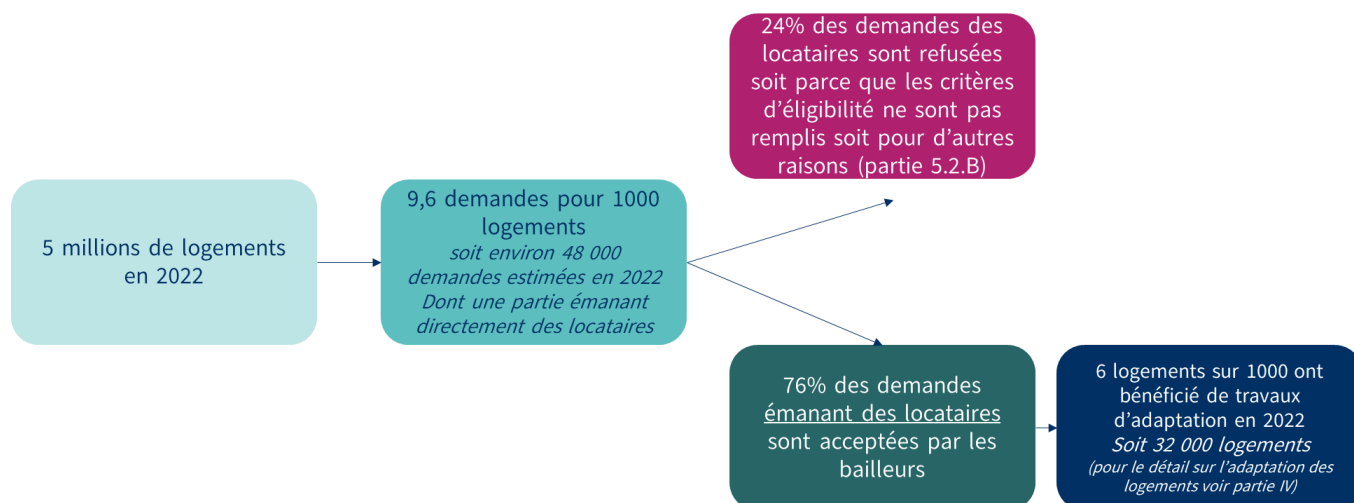 5 millions de logements
en 2022
9,6 demandes pour 1000
logements
soit environ 48 000
demandes estimées en 2022
Dont une partie émanant
directement des locataires
24% des demandes des
locataires sont refusées
soit parce que les critères
d’éligibilité ne sont pas
remplis soit pour d’autres
raisons (partie 5.2.B)
76% des demandes
émanant des locataires
sont acceptées par les
bailleurs
6 logements sur 1000 ont
bénéficié de travaux
d’adaptation en 2022
Soit 32 000 logements
(pour le détail sur l’adaptation des
logements voir partie IV)